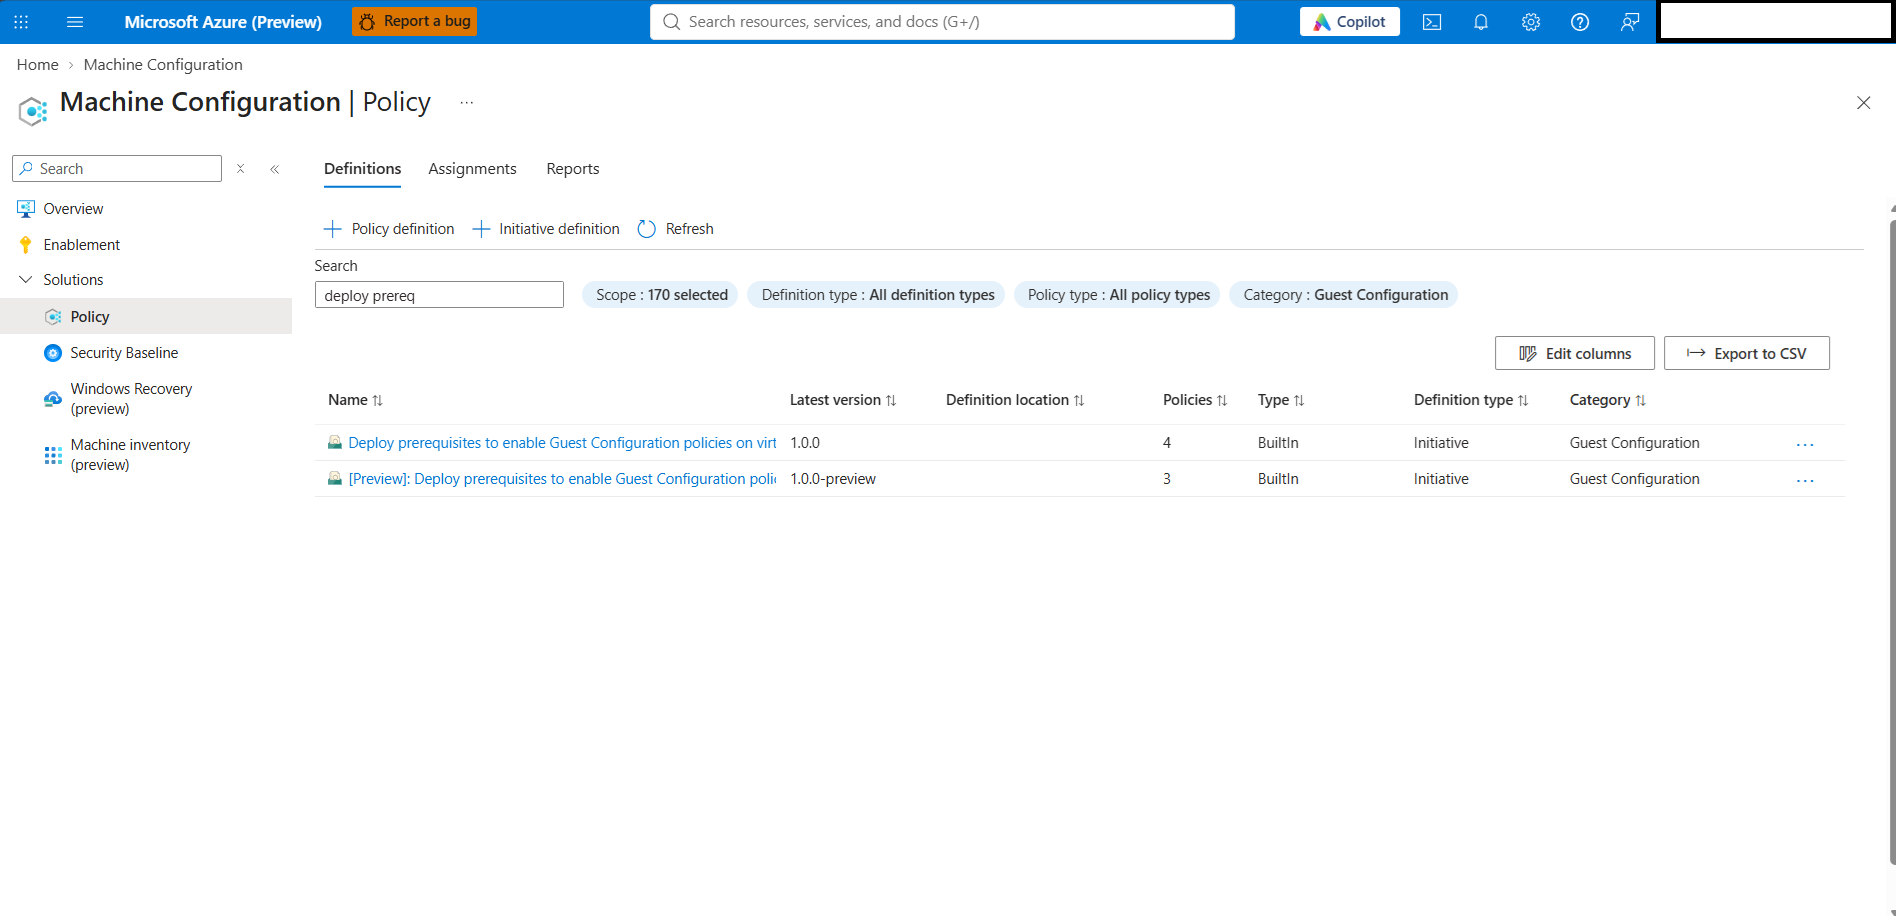 Microsoft Azure (Preview)
Report a bug
Search resources, services, and docs (G+/)
Copilot
Home > Machine Configuration
Machine Configuration | Policy ...
Search
Overview
Enablement
Solutions
Policy
Security Baseline
Windows Recovery
(preview)
Machine inventory
(preview)
Definitions Assignments Reports
Policy definition Initiative definition Refresh
Search
deploy prereq
Scope : 170 selected
Definition type : All definition types
Policy type : All policy types
Category : Guest Configuration
Edit columns
Export to CSV
Name Latest version Definition location Policies Type Definition type Category
Deploy prerequisites to enable Guest Configuration policies on virt 1.0.0 4 BuiltIn Initiative Guest Configuration ...
[Preview]: Deploy prerequisites to enable Guest Configuration polic 1.0.0-preview 3 BuiltIn Initiative Guest Configuration ...